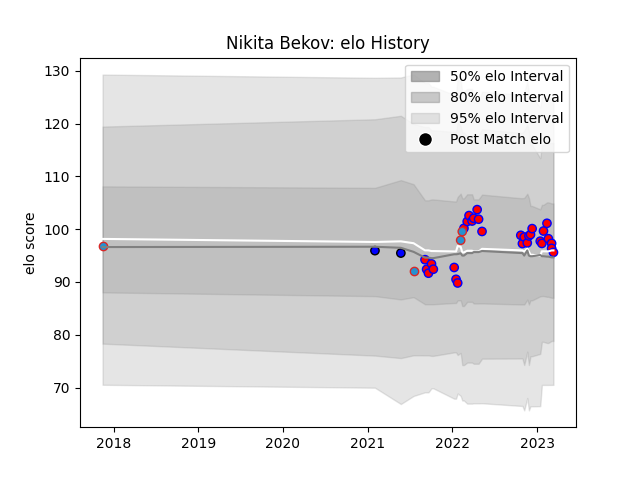 Nikita Bekov: elo History
50% elo Interval
80% elo Interval
95% elo Interval
Post Match elo
elo score
130
120
110
100
90
80
70
2018 2019 2020 2021 2022 2023